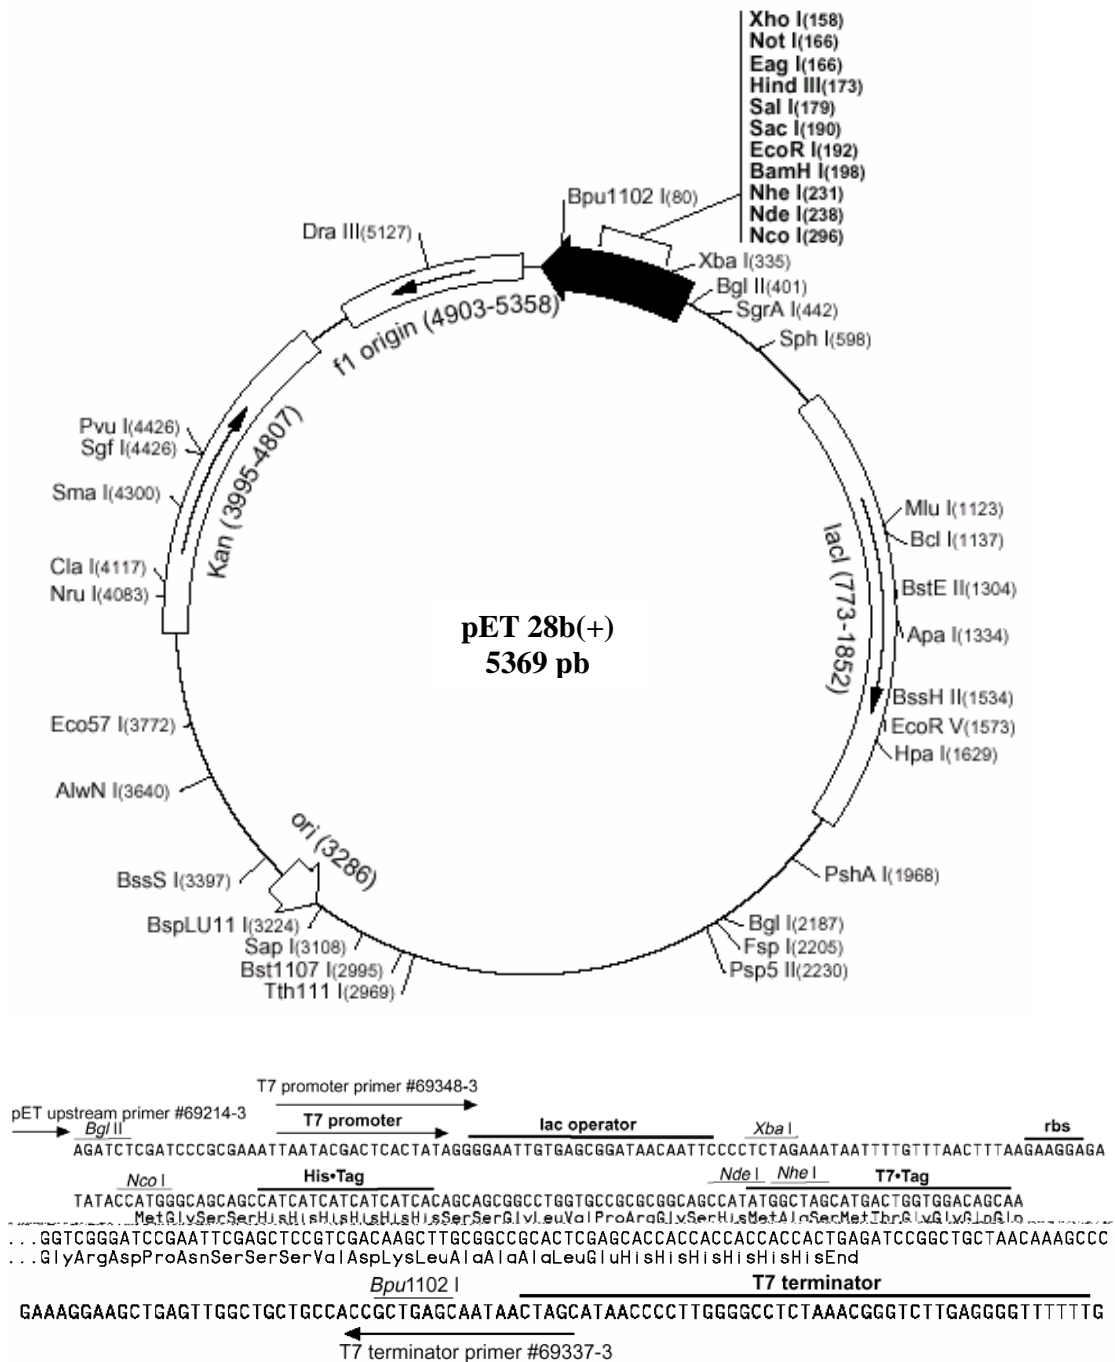 Xho I(158)
Not I(166)
Eag I(166)
Hind III(173)
Sal I(179)
Sac I(190)
EcoR I(192)
BamH I(198)
Nhe I(231)
Nde I(238)
Nco I(296)
Bpu1102 I(80)
Dra III(5127)
Xba I(335)
Bgl II(401)
SgrA I(442)
Sph I(598)
f1 origin (4903-5358)
Pvu I(4426)
Sgf I(4426)
Sma I(4300)
Kan (3995-4807)
Cla I(4117)
Nru I(4083)
Mlu I(1123)
Bcl I(1137)
lacI (773-1852)
BstE II(1304)
Apa I(1334)
pET 28b(+)
5369 pb
BssH II(1534)
EcoR V(1573)
Hpa I(1629)
Eco57 I(3772)
AlwN I(3640)
ori (3286)
BssS I(3397)
PshA I(1968)
BspLU11 I(3224)
Sap I(3108)
Bst1107 I(2995)
Tth111 I(2969)
Bgl I(2187)
Fsp I(2205)
Psp5 II(2230)
T7 promoter primer #69348-3
pET upstream primer #69214-3
Bgl II
T7 promoter
lac operator
Xba I
rbs
AGATCTCGATCCCGCGAAATTAATACGACTCACTATAGGGGAATTGTGAGCGGATAACAATTCCCCTCTAGAAATAATTTTGTTTAACTTTAAGAAGGAGA
Nco I
His•Tag
Nde I
Nhe I
T7•Tag
TATACCATGGGCAGCAGCCATCATCATCATCATCACAGCAGCGGCCTGGTGCCGCGCGGCAGCCATATGGCTAGCATGACTGGTGGACAGCAA
MetGlySerSerHisHisHisHisHisHisSerSerGlyLeuValProArgGlySerHisMetAlaSerMetThrGlyGlyGlnGln
...GGTCGGGATCCGAATTCGAGCTCCGTCGACAAGCTTGCGGCCGCACTCGAGCACCACCACCACCACCACTGAGATCCGGCTGCTAACAAAGCCC
...GlyArgAspProAsnSerSerSerValAspLysLeuAlaAlaAlaLeuGluHisHisHisHisHisHisEnd
Bpu1102 I
T7 terminator
GAAAGGAAGCTGAGTTGGCTGCTGCCACCGCTGAGCAATAACTAGCATAACCCCTTGGGGCCTCTAAACGGGTCTTGAGGGGTTTTTTG
T7 terminator primer #69337-3